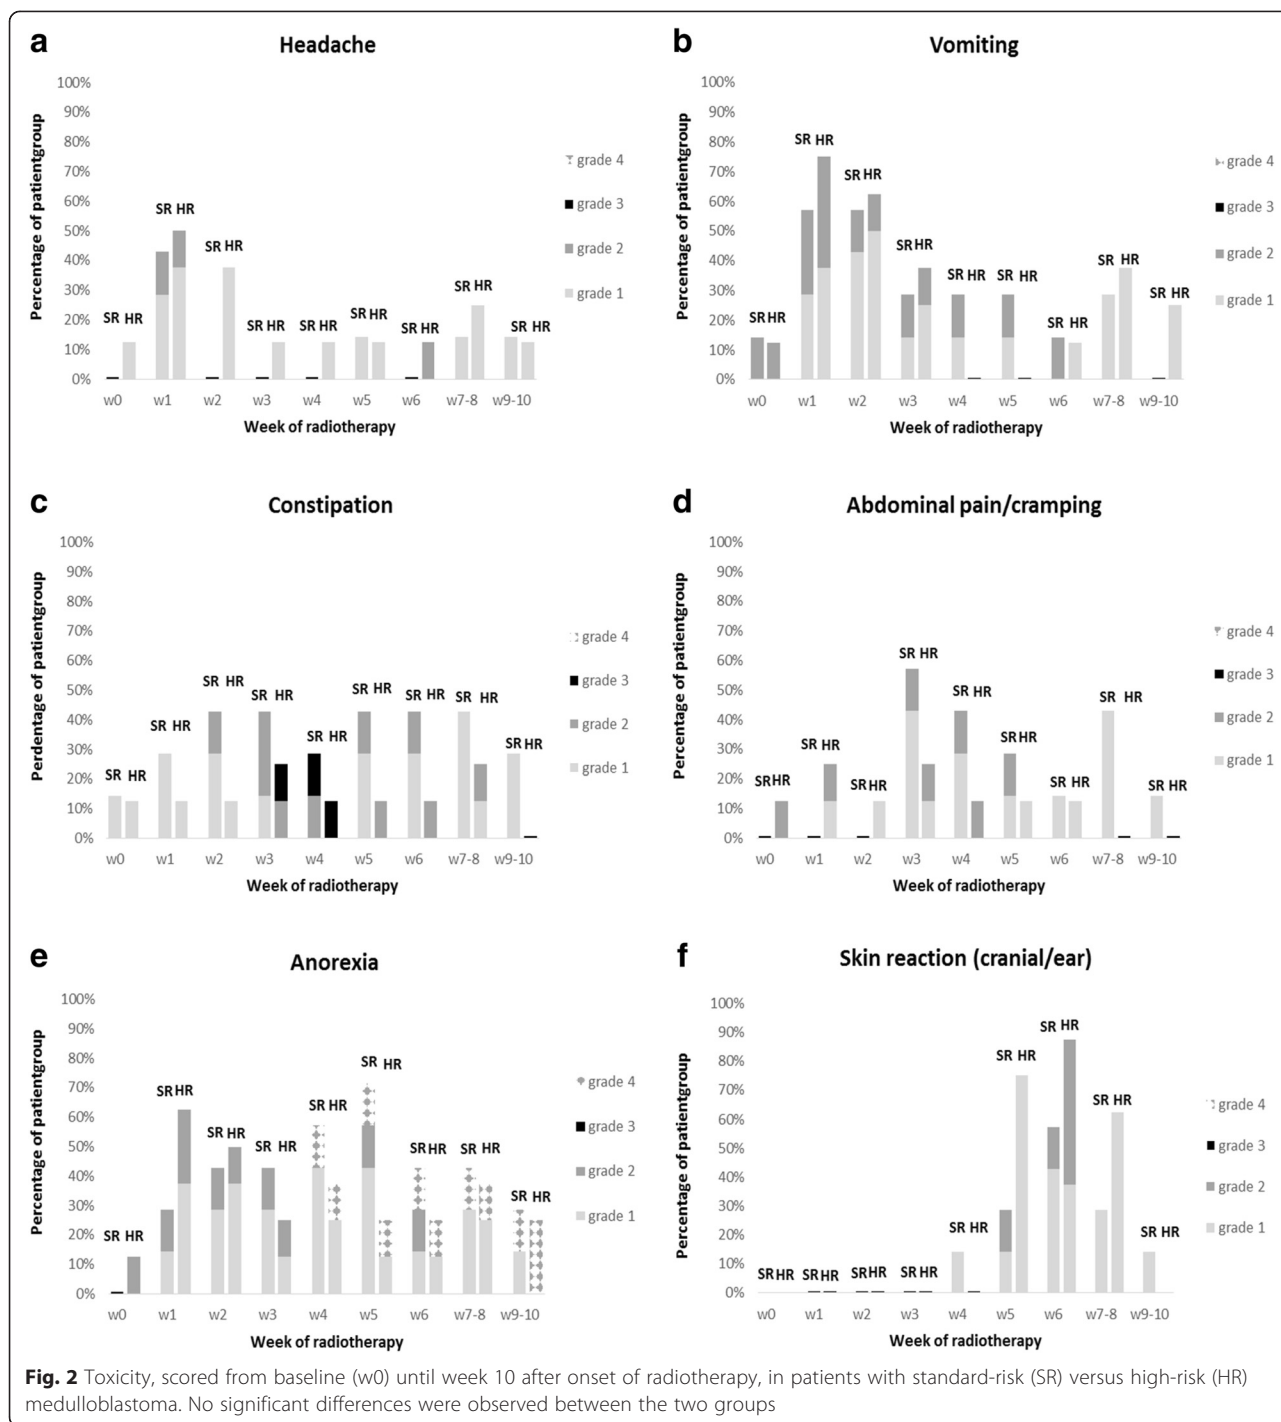 a
Headache
100%
90%
80%
70%
60%
50%
40%
30%
20%
10%
0%
Percentage of patientgroup
SR HR
SR HR
SR HR
SR HR
SR HR
SR HR
SR HR
SR HR
SR HR
w0 w1 w2 w3 w4 w5 w6 w7-8 w9-10
Week of radiotherapy
grade 4
grade 3
grade 2
grade 1
b
Vomiting
100%
90%
80%
70%
60%
50%
40%
30%
20%
10%
0%
Percentage of patientgroup
SR HR
SR HR
SR HR
SR HR
SR HR
SR HR
SR HR
SR HR
SR HR
w0 w1 w2 w3 w4 w5 w6 w7-8 w9-10
Week of radiotherapy
grade 4
grade 3
grade 2
grade 1
c
Constipation
100%
90%
80%
70%
60%
50%
40%
30%
20%
10%
0%
Perdentage of patientgroup
SR HR
SR HR
SR HR
SR HR
SR HR
SR HR
SR HR
SR HR
SR HR
w0 w1 w2 w3 w4 w5 w6 w7-8 w9-10
Week of radiotherapy
grade 4
grade 3
grade 2
grade 1
d
Abdominal pain/cramping
100%
90%
80%
70%
60%
50%
40%
30%
20%
10%
0%
Percentage of patientgroup
SR HR
SR HR
SR HR
SR HR
SR HR
SR HR
SR HR
SR HR
SR HR
w0 w1 w2 w3 w4 w5 w6 w7-8 w9-10
Week of radiotherapy
grade 4
grade 3
grade 2
grade 1
e
Anorexia
100%
90%
80%
70%
60%
50%
40%
30%
20%
10%
0%
Percentage of patientgroup
SR HR
SR HR
SR HR
SR HR
SR HR
SR HR
SR HR
SR HR
SR HR
w0 w1 w2 w3 w4 w5 w6 w7-8 w9-10
Week of radiotherapy
grade 4
grade 3
grade 2
grade 1
f
Skin reaction (cranial/ear)
100%
90%
80%
70%
60%
50%
40%
30%
20%
10%
0%
Percentage of patientgroup
SR HR
SR HR
SR HR
SR HR
SR HR
SR HR
SR HR
SR HR
SR HR
w0 w1 w2 w3 w4 w5 w6 w7-8 w9-10
Week of radiotherapy
grade 4
grade 3
grade 2
grade 1
Fig. 2 Toxicity, scored from baseline (w0) until week 10 after onset of radiotherapy, in patients with standard-risk (SR) versus high-risk (HR)
medulloblastoma. No significant differences were observed between the two groups